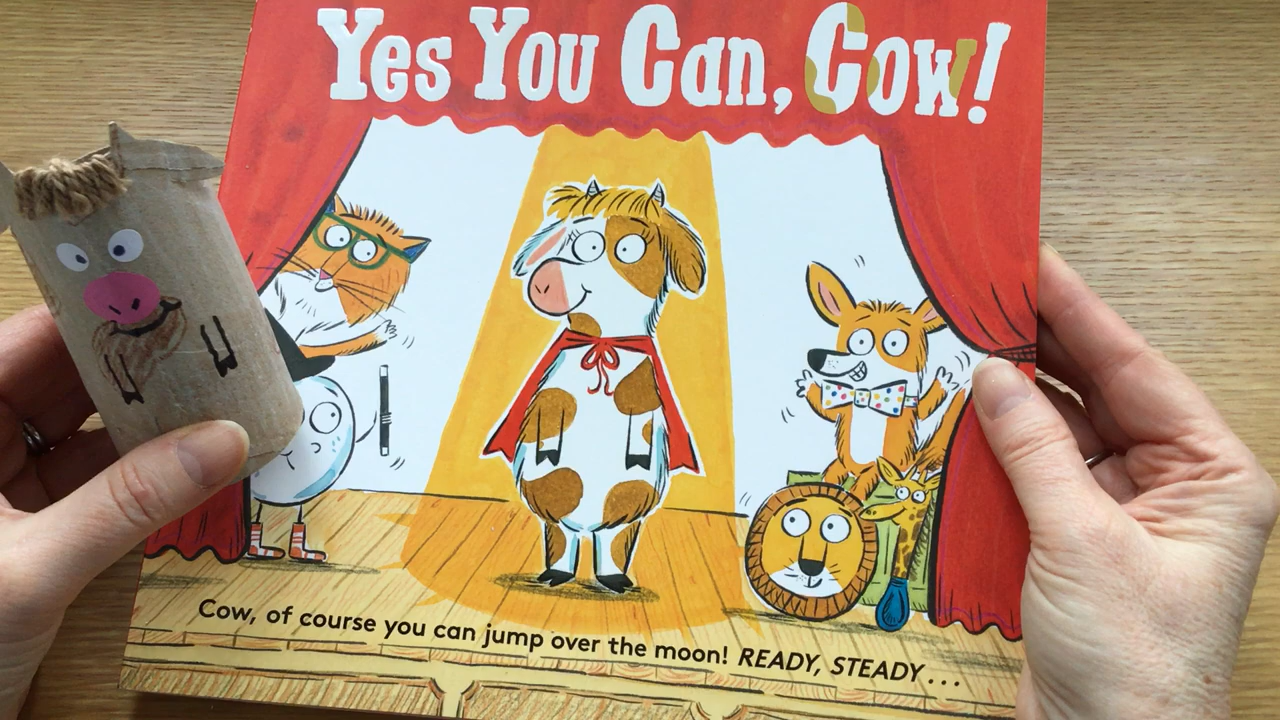 Yes You Can, Cow!
Cow, of course you can jump over the moon! READY, STEADY...